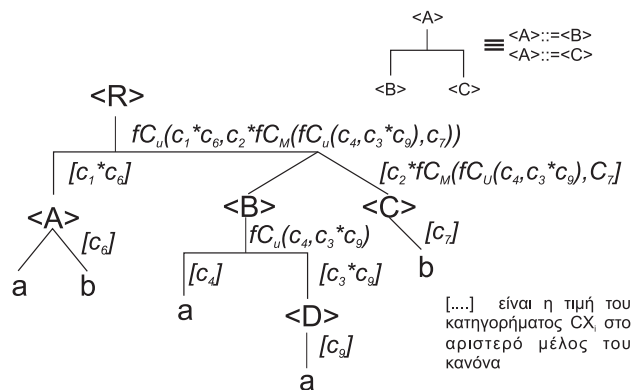 <A>
≡ <A>::=<B>
<A>::=<C>
<B> <C>
<R>
fC_u(c_1*c_6,c_2*fC_M(fC_u(c_4,c_3*c_9),c_7))
[c_1*c_6]
[c_2*fC_M(fC_U(c_4,c_3*c_9),C_7]
<A> <B> <C>
[c_6] fC_u(c_4,c_3*c_9) [c_7]
a b [c_4] [c_3*c_9] b
a <D>
[c_9]
a
[....] είναι η τιμή του
κατηγορήματος CX_i στο
αριστερό μέλος του
κανόνα